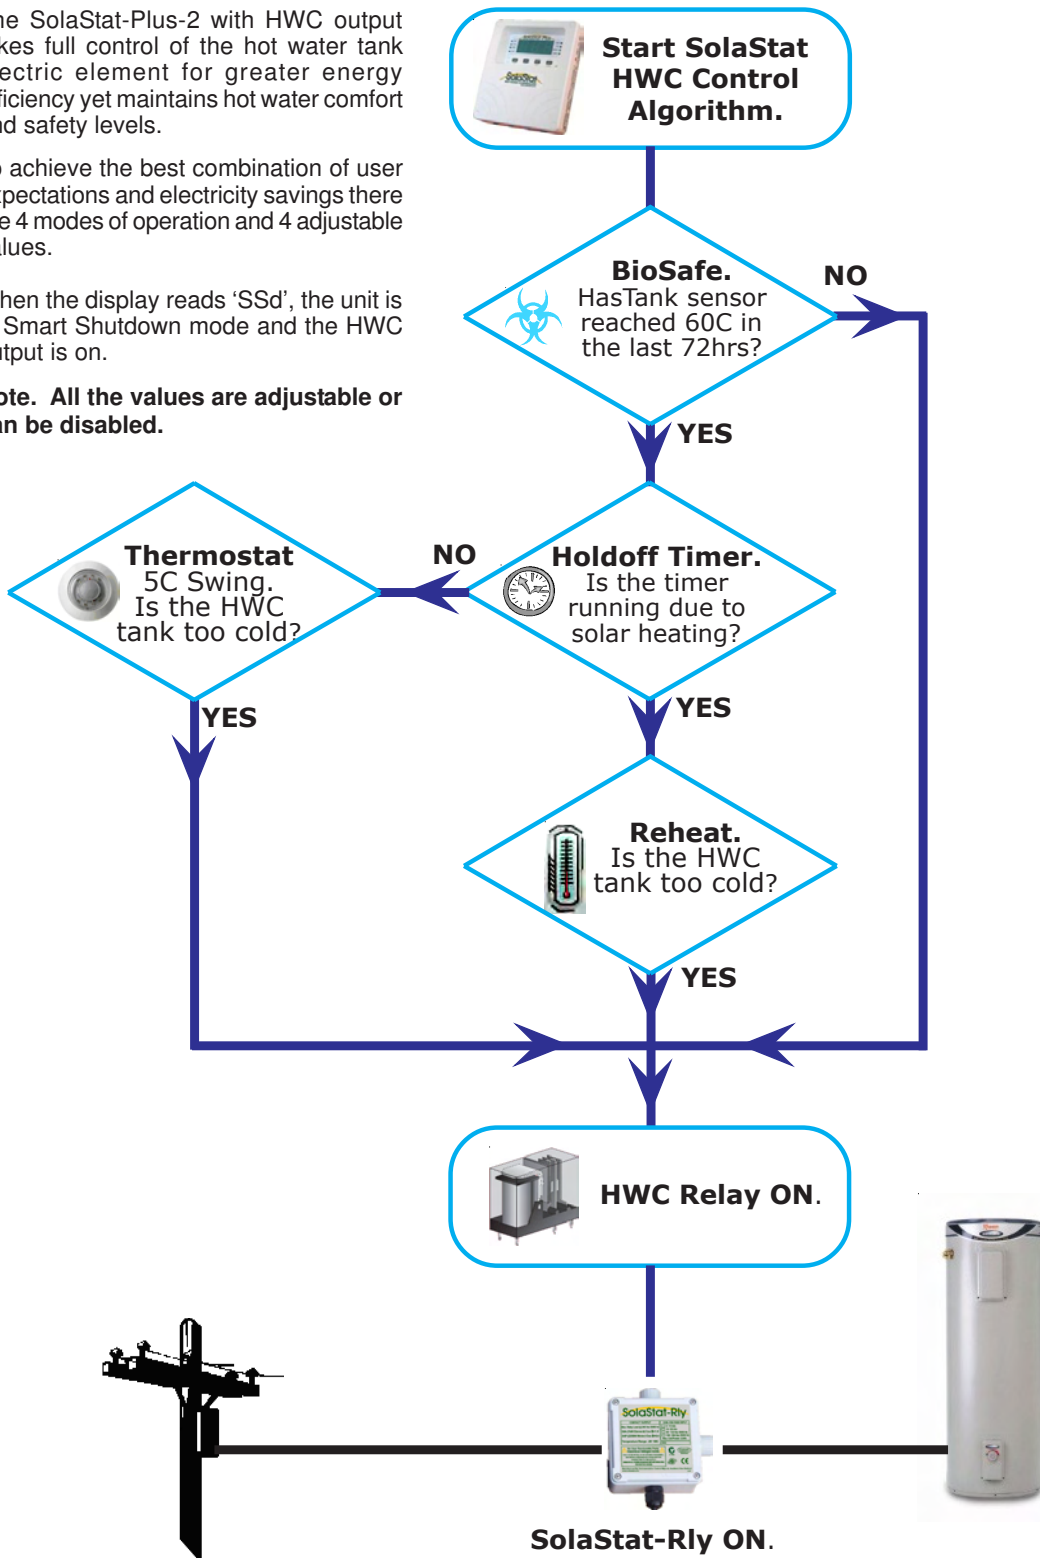 he SolaStat-Plus-2 with HWC output
kes full control of the hot water tank
ectric element for greater energy
ficiency yet maintains hot water comfort
nd safety levels.
o achieve the best combination of user
xpectations and electricity savings there
e 4 modes of operation and 4 adjustable
alues.
hen the display reads ‘SSd’, the unit is
Smart Shutdown mode and the HWC
utput is on.
ote. All the values are adjustable or
an be disabled.
Start SolaStat
HWC Control
Algorithm.
SolaStat
BioSafe.
HasTank sensor
reached 60C in
the last 72hrs?
NO
YES
Thermostat
5C Swing.
Is the HWC
tank too cold?
NO
Holdoff Timer.
Is the timer
running due to
solar heating?
YES
YES
Reheat.
Is the HWC
tank too cold?
YES
HWC Relay ON.
SolaStat-Rly
SolaStat-Rly ON.